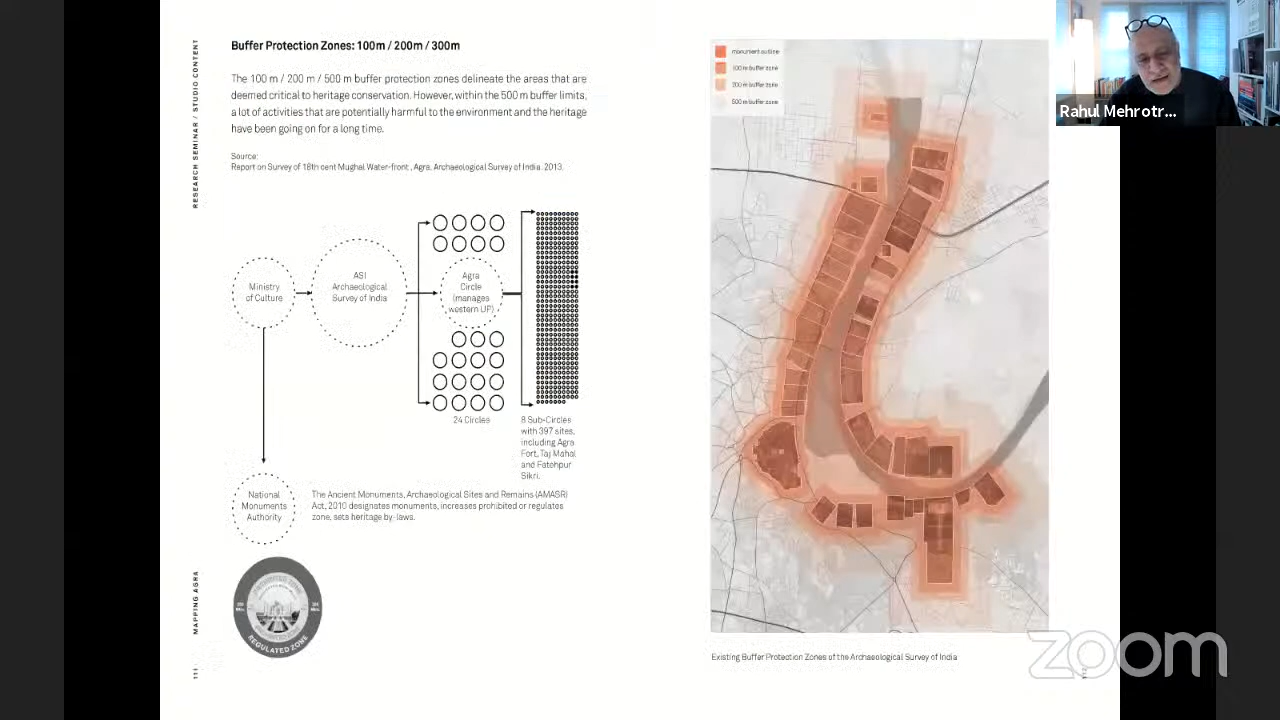 RESEARCH SEMINAR / STUDIO CONTENT
Buffer Protection Zones: 100m / 200m / 300m
The 100 m / 200 m / 500 m buffer protection zones delineate the areas that are
deemed critical to heritage conservation. However, within the 500 m buffer limits,
a lot of activities that are potentially harmful to the environment and the heritage
have been going on for a long time.
Source:
Report on Survey of 18th cent Mughal Water-front , Agra, Archaeological Survey of India. 2013.
Ministry
of Culture
ASI
Archaeological
Survey of India
Agra
Circle
(manages
western UP)
24 Circles
8 Sub-Circles
with 397 sites,
including Agra
Fort, Taj Mahal
and Fatehpur
Sikri.
National
Monuments
Authority
The Ancient Monuments, Archaeological Sites and Remains (AMASR)
Act, 2010 designates monuments, increases prohibited or regulates
zone, sets heritage by-laws.
REGULATED ZONE
MAPPING AGRA
monument outline
100 m buffer zone
200 m buffer zone
500 m buffer zone
Existing Buffer Protection Zones of the Archaeological Survey of India
Rahul Mehrotr...
zoom